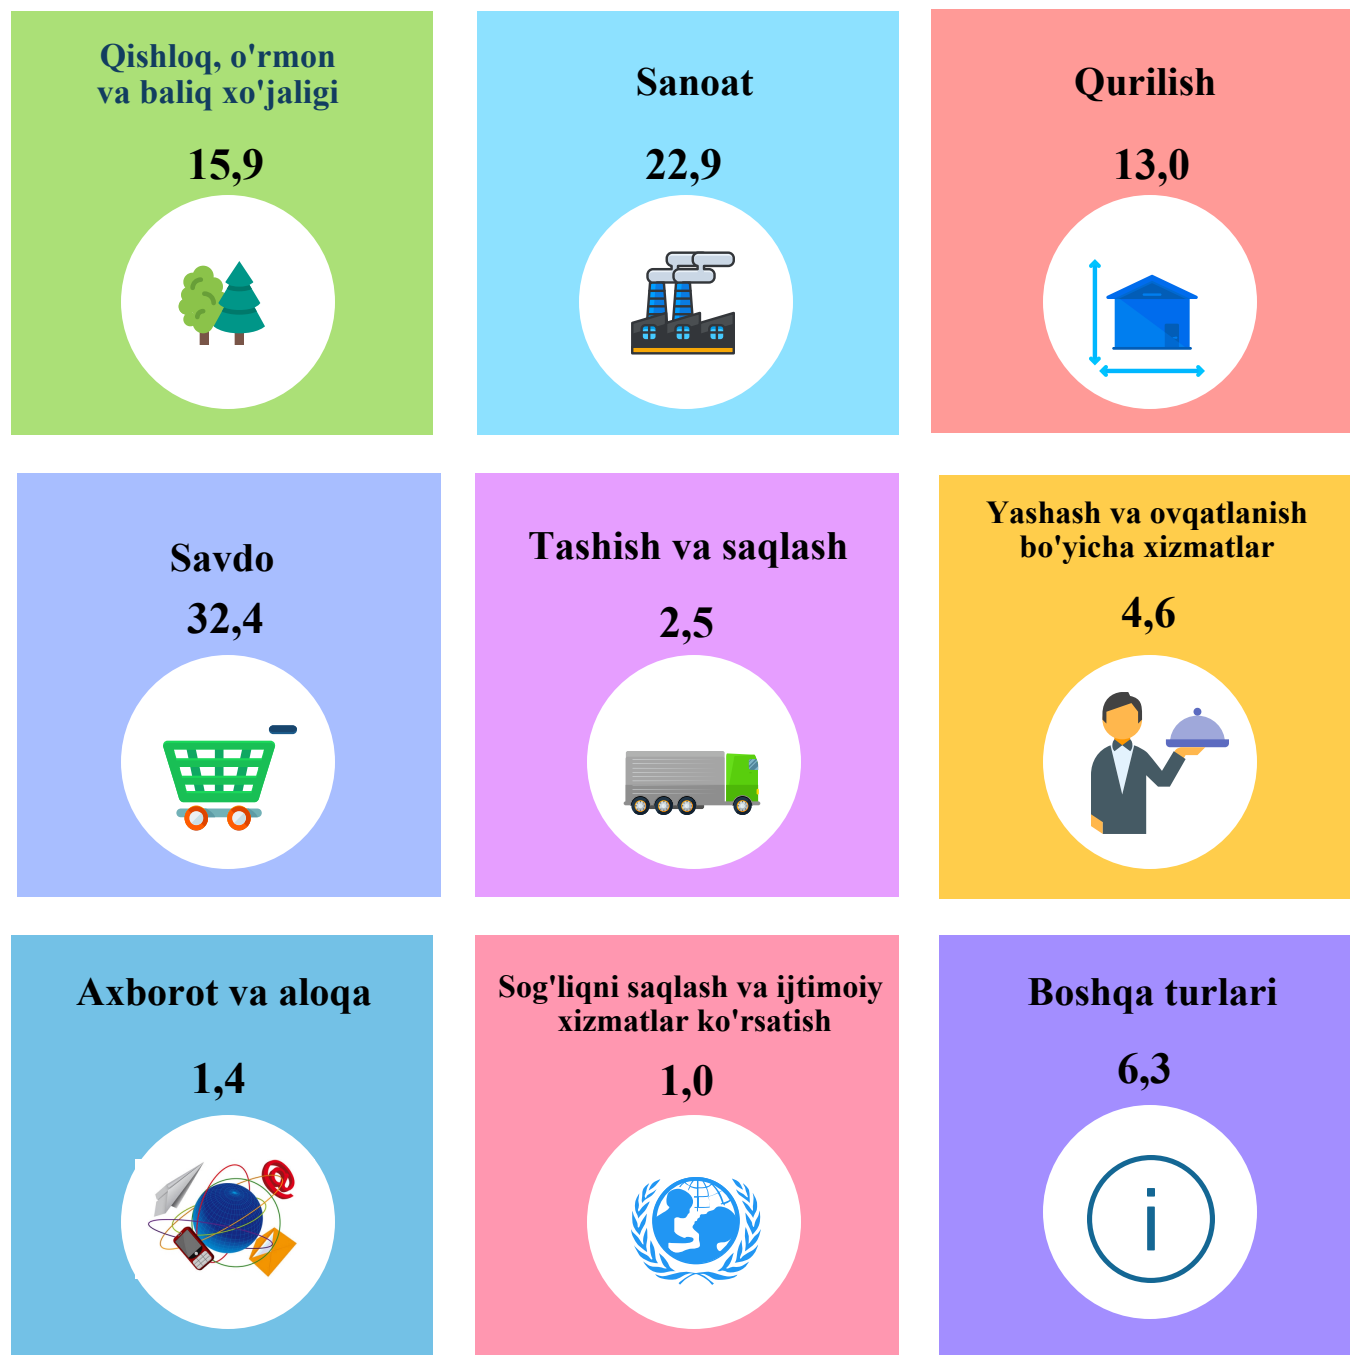 Qishloq, o'rmon
va baliq xo'jaligi
15,9
Sanoat
22,9
Qurilish
13,0
Savdo
32,4
Tashish va saqlash
2,5
Yashash va ovqatlanish
bo'yicha xizmatlar
4,6
Axborot va aloqa
1,4
Sog'liqni saqlash va ijtimoiy
xizmatlar ko'rsatish
1,0
Boshqa turlari
6,3
i